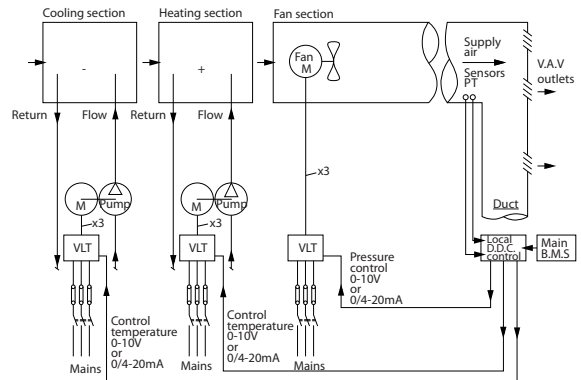 Cooling section
Heating section
Fan section
-
+
Fan
M
Supply
air
Sensors
PT
V.A.V
outlets
Return
Flow
Return
Flow
M
Pump
M
Pump
x3
x3
x3
Duct
VLT
VLT
VLT
Local
D.D.C.
control
Main
B.M.S
Pressure
control
0-10V
or
0/4-20mA
Control
temperature
0-10V
or
0/4-20mA
Control
temperature
0-10V
or
0/4-20mA
Mains
Mains
Mains